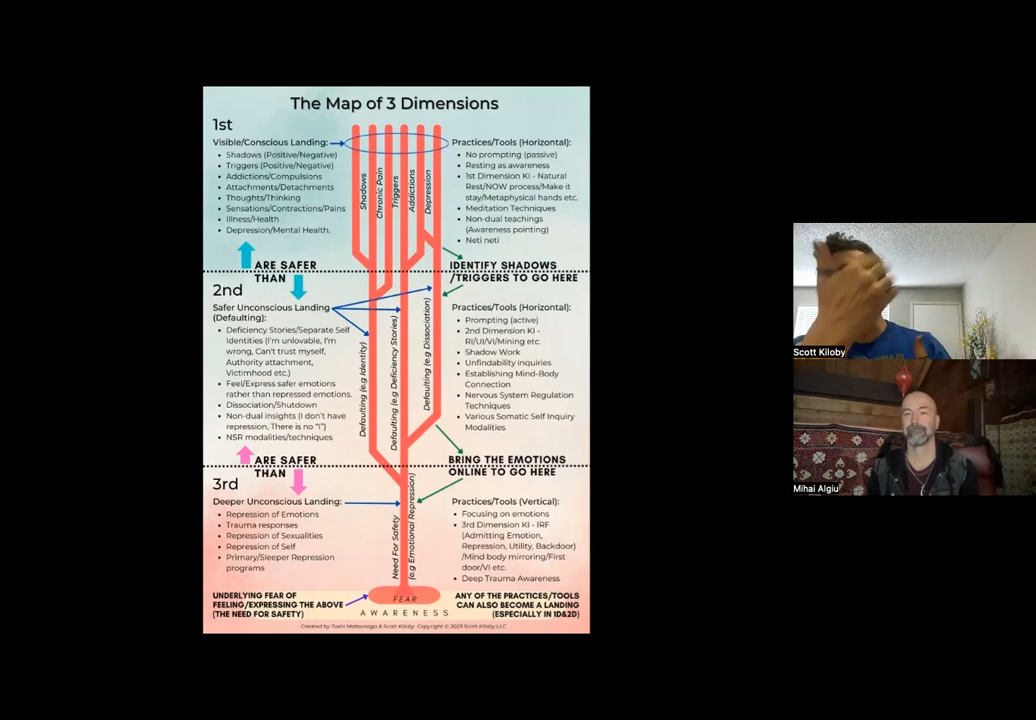 The Map of 3 Dimensions
1st
Visible/Conscious Landing:
Shadows (Positive/Negative)
Triggers (Positive/Negative)
Addictions/Compulsions
Attachments/Detachments
Thoughts/Thinking
Sensations/Contractions/Pains
Illness/Health
Depression/Mental Health.
Shadows
Chronic Pain
Triggers
Addictions
Depression
Practices/Tools (Horizontal):
No prompting (passive)
Resting as awareness
1st Dimension KI - Natural
Rest/NOW process/Make it
stay/Metaphysical hands etc.
Meditation Techniques
Non-dual teachings
(Awareness pointing)
Neti neti
ARE SAFER
THAN
IDENTIFY SHADOWS
/TRIGGERS TO GO HERE
2nd
Safer Unconscious Landing
(Defaulting):
Deficiency Stories/Separate Self
Identities (I'm unlovable, I'm
wrong, Can't trust myself,
Authority attachment,
Victimhood etc.)
Feel/Express safer emotions
rather than repressed emotions.
Dissociation/Shutdown
Non-dual insights (I don't have
repression, There is no "I")
NSR modalities/techniques
Defaulting (e.g Identity)
Defaulting (e.g Deficiency Stories)
Defaulting (e.g Dissociation)
Practices/Tools (Horizontal):
Prompting (active)
2nd Dimension KI -
RI/UI/VI/Mining etc.
Shadow Work
Unfindability inquiries
Establishing Mind-Body
Connection
Nervous System Regulation
Techniques
Various Somatic Self Inquiry
Modalities
ARE SAFER
THAN
BRING THE EMOTIONS
ONLINE TO GO HERE
3rd
Deeper Unconscious Landing:
Repression of Emotions
Trauma responses
Repression of Sexualities
Repression of Self
Primary/Sleeper Repression
programs
Need For Safety
(e.g Emotional Repression)
Practices/Tools (Vertical):
Focusing on emotions
3rd Dimension KI - IRF
(Admitting Emotion,
Repression, Utility, Backdoor)
/Mind body mirroring/First
door/VI etc.
Deep Trauma Awareness
UNDERLYING FEAR OF
FEELING/EXPRESSING THE ABOVE
(THE NEED FOR SAFETY)
FEAR
AWARENESS
ANY OF THE PRACTICES/TOOLS
CAN ALSO BECOME A LANDING
(ESPECIALLY IN 1D&2D)
Created by Toshi Matsunaga & Scott Kiloby Copyright © 2023 Scott Kiloby LLC
Scott Kiloby
Mihai Algiu